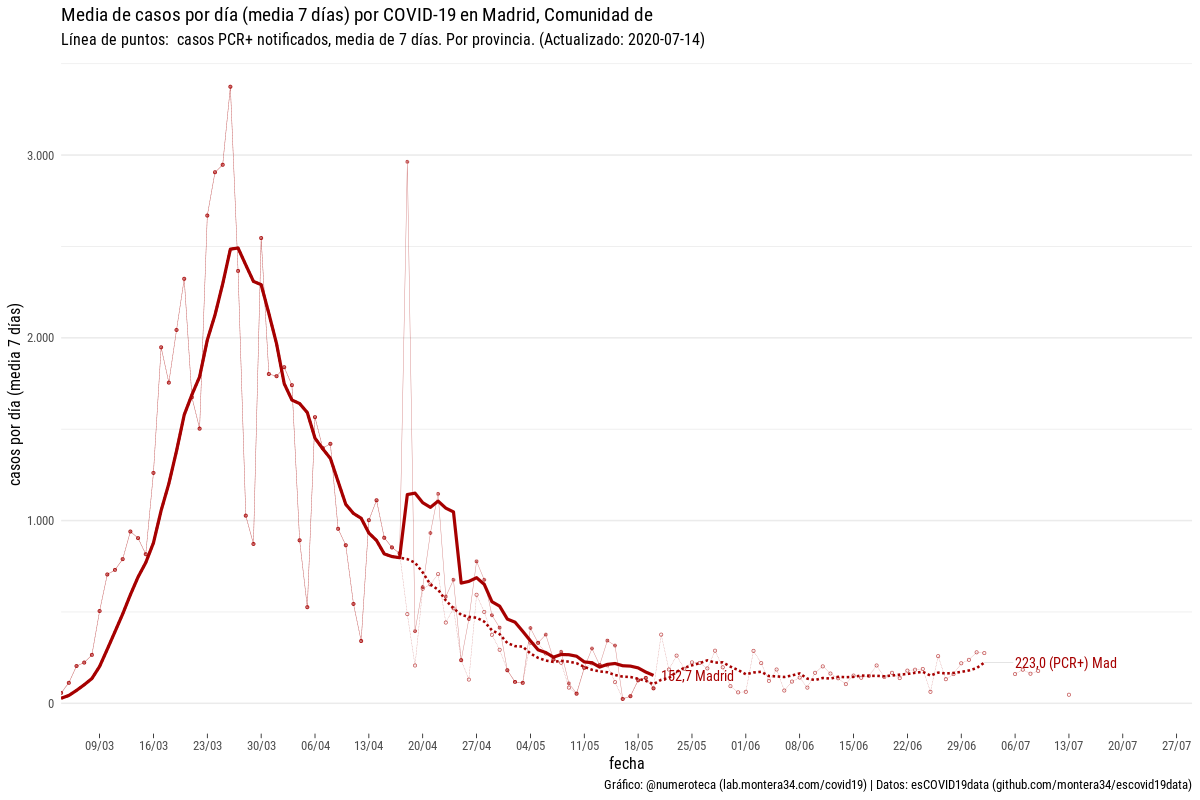 Media de casos por día (media 7 días) por COVID-19 en Madrid, Comunidad de
Línea de puntos:  casos PCR+ notificados, media de 7 días. Por provincia. (Actualizado: 2020-07-14)
casos por día (media 7 días)
3.000
2.000
1.000
0
152,7 Madrid
223,0 (PCR+) Mad
09/03 16/03 23/03 30/03 06/04 13/04 20/04 27/04 04/05 11/05 18/05 25/05 01/06 08/06 15/06 22/06 29/06 06/07 13/07 20/07 27/07
fecha
Gráfico: @numeroteca (lab.montera34.com/covid19) | Datos: esCOVID19data (github.com/montera34/escovid19data)